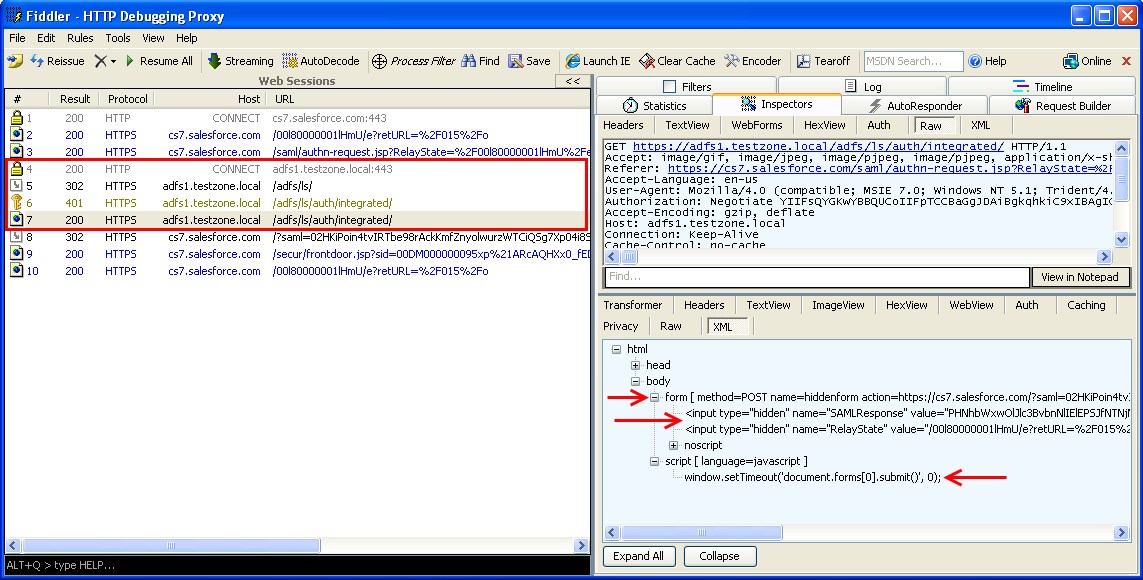 Fiddler - HTTP Debugging Proxy
File Edit Rules Tools View Help
Reissue Resume All Streaming AutoDecode Process Filter Find Save Launch IE Clear Cache Encoder Tearoff MSDN Search... Help Online
Web Sessions <<
# Result Protocol Host URL
1 200 HTTP CONNECT cs7.salesforce.com:443
2 200 HTTPS cs7.salesforce.com /00l80000001lHmU/e?retURL=%2F015%2Fo
3 200 HTTPS cs7.salesforce.com /saml/authn-request.jsp?RelayState=%2F00l80000001lHmU%2Fe
4 200 HTTP CONNECT adfs1.testzone.local:443
5 302 HTTPS adfs1.testzone.local /adfs/ls/
6 401 HTTPS adfs1.testzone.local /adfs/ls/auth/integrated/
7 200 HTTPS adfs1.testzone.local /adfs/ls/auth/integrated/
8 302 HTTPS cs7.salesforce.com /?saml=02HKiPoin4tvIRTbe98rAckKmfZnyolwurzWTCiQSg7Xp04i8S
9 200 HTTPS cs7.salesforce.com /secur/frontdoor.jsp?sid=00DM000000095xp%21ARcAQHXx0_fED
10 200 HTTPS cs7.salesforce.com /00l80000001lHmU/e?retURL=%2F015%2Fo
ALT+Q > type HELP...
Filters Log Timeline
Statistics Inspectors AutoResponder Request Builder
Headers TextView WebForms HexView Auth Raw XML
GET https://adfs1.testzone.local/adfs/ls/auth/integrated/ HTTP/1.1
Accept: image/gif, image/jpeg, image/pjpeg, image/pjpeg, application/x-sh
Referer: https://cs7.salesforce.com/saml/authn-request.jsp?RelayState=%2F
Accept-Language: en-us
User-Agent: Mozilla/4.0 (compatible; MSIE 7.0; Windows NT 5.1; Trident/4.
Authorization: Negotiate YIIFsQYGKwYBBQUCoIIFpTCCBaGgJDAiBgkqhkiC9xIBAgIC
Accept-Encoding: gzip, deflate
Host: adfs1.testzone.local
Connection: Keep-Alive
Cache-Control: no-cache
Find... View in Notepad
Transformer Headers TextView ImageView HexView WebView Auth Caching
Privacy Raw XML
html
head
body
form [ method=POST name=hiddenform action=https://cs7.salesforce.com/?saml=02HKiPoin4tvI
<input type="hidden" name="SAMLResponse" value="PHNhbWxwOlJlc3BvbnNlIElEPSJfNTNjN
<input type="hidden" name="RelayState" value="/00l80000001lHmU/e?retURL=%2F015%2
noscript
script [ language=javascript ]
window.setTimeout('document.forms[0].submit()', 0);
Expand All Collapse